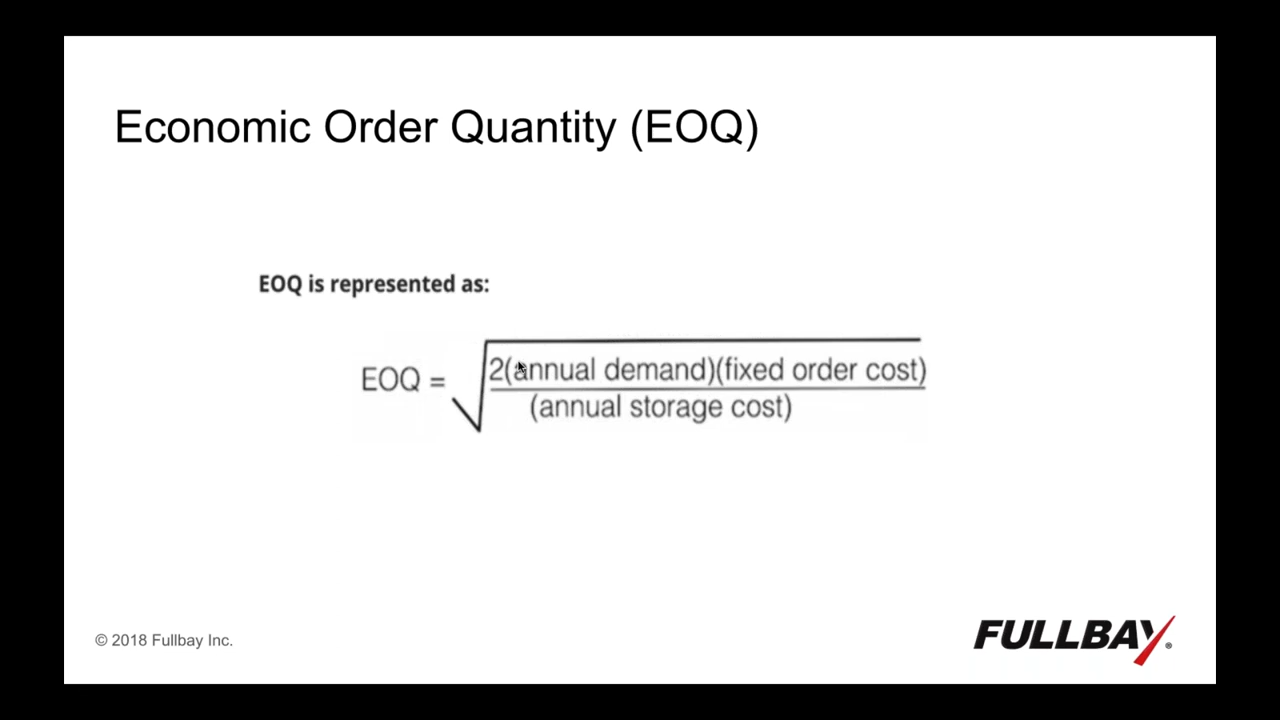 Economic Order Quantity (EOQ)
EOQ is represented as:
EOQ = √ 2(annual demand)(fixed order cost)
(annual storage cost)
© 2018 Fullbay Inc.
FULLBAY®